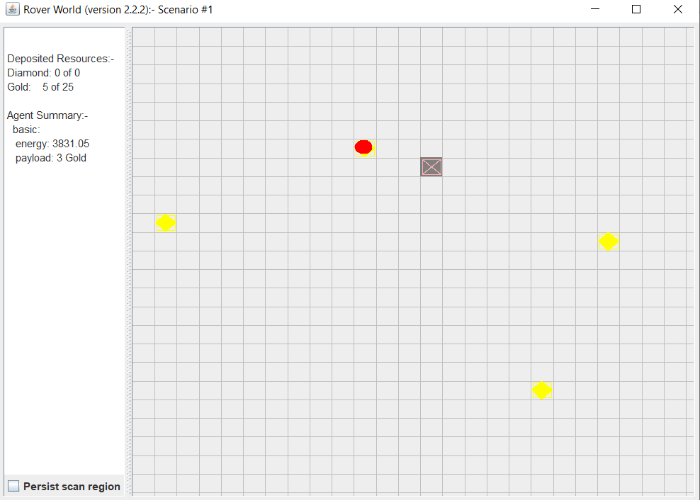 Rover World (version 2.2.2):- Scenario #1
Deposited Resources:-
Diamond: 0 of 0
Gold: 5 of 25
Agent Summary:-
basic:
energy: 3831.05
payload: 3 Gold
Persist scan region